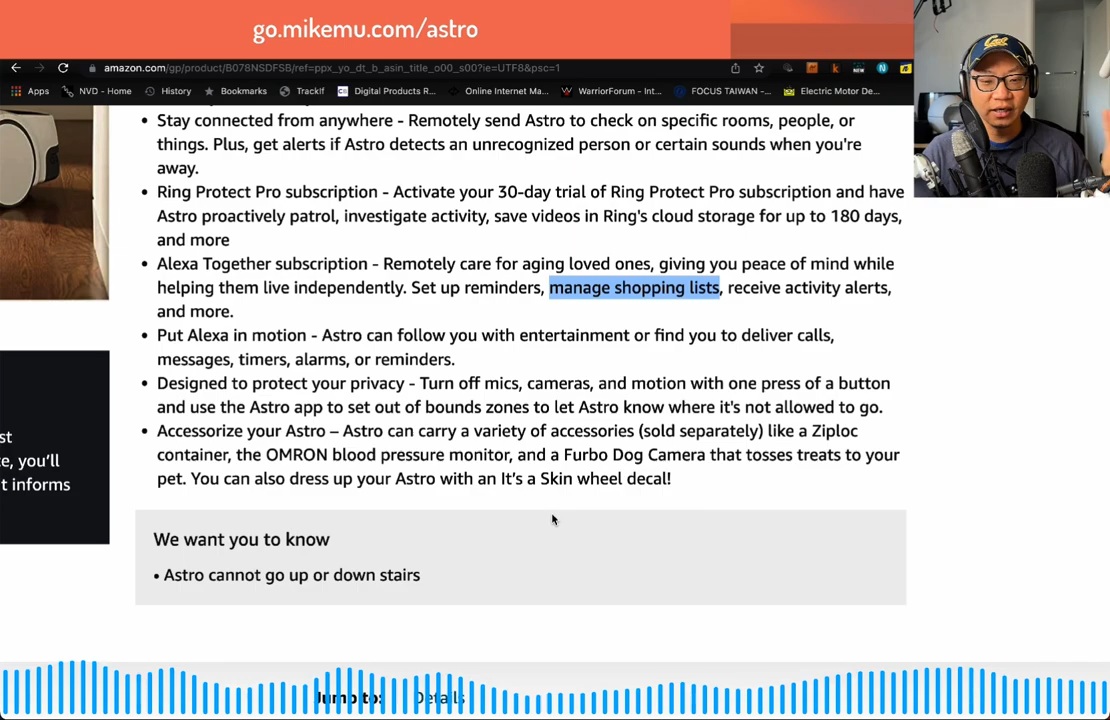 go.mikemu.com/astro
amazon.com/gp/product/B078NSDFSB/ref=ppx_yo_dt_b_asin_title_o00_s00?ie=UTF8&psc=1
Apps NVD - Home History Bookmarks TrackIf Digital Products R... Online Internet Ma... WarriorForum - Int... FOCUS TAIWAN -... Electric Motor De...
• Stay connected from anywhere - Remotely send Astro to check on specific rooms, people, or
things. Plus, get alerts if Astro detects an unrecognized person or certain sounds when you're
away.
• Ring Protect Pro subscription - Activate your 30-day trial of Ring Protect Pro subscription and have
Astro proactively patrol, investigate activity, save videos in Ring's cloud storage for up to 180 days,
and more
• Alexa Together subscription - Remotely care for aging loved ones, giving you peace of mind while
helping them live independently. Set up reminders, manage shopping lists, receive activity alerts,
and more.
• Put Alexa in motion - Astro can follow you with entertainment or find you to deliver calls,
messages, timers, alarms, or reminders.
• Designed to protect your privacy - Turn off mics, cameras, and motion with one press of a button
and use the Astro app to set out of bounds zones to let Astro know where it's not allowed to go.
• Accessorize your Astro – Astro can carry a variety of accessories (sold separately) like a Ziploc
container, the OMRON blood pressure monitor, and a Furbo Dog Camera that tosses treats to your
pet. You can also dress up your Astro with an It's a Skin wheel decal!
st
e, you'll
t informs
We want you to know
• Astro cannot go up or down stairs
Jump to: Details
Cal